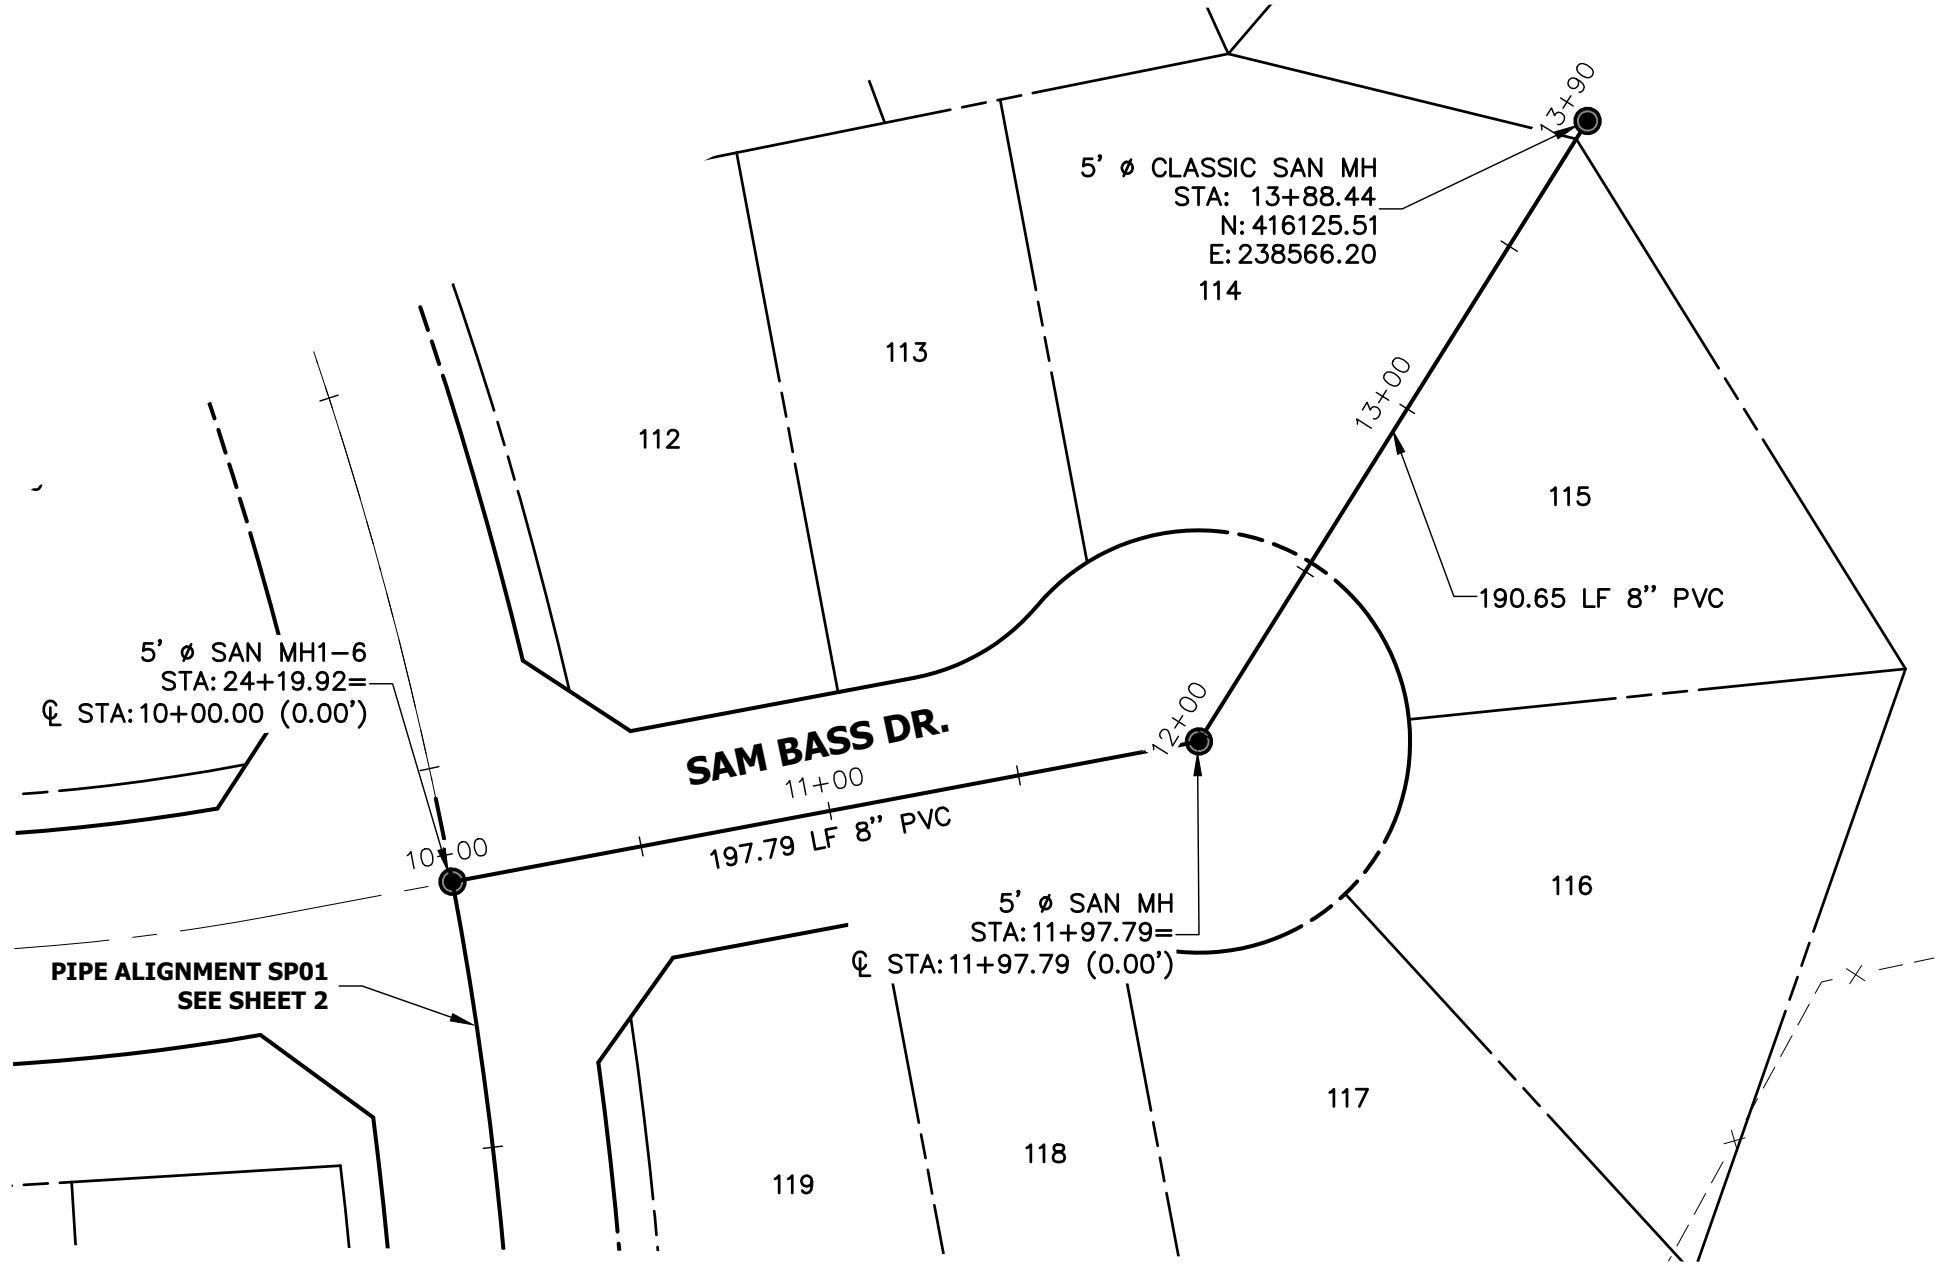 13+90
5' ø CLASSIC SAN MH
STA: 13+88.44
N: 416125.51
E: 238566.20
114
113
112
13+00
115
190.65 LF 8" PVC
5' ø SAN MH1-6
STA: 24+19.92=
℄ STA: 10+00.00 (0.00')
SAM BASS DR.
12+00
11+00
197.79 LF 8" PVC
10+00
5' ø SAN MH
STA: 11+97.79=
℄ STA: 11+97.79 (0.00')
116
PIPE ALIGNMENT SP01
SEE SHEET 2
117
118
119